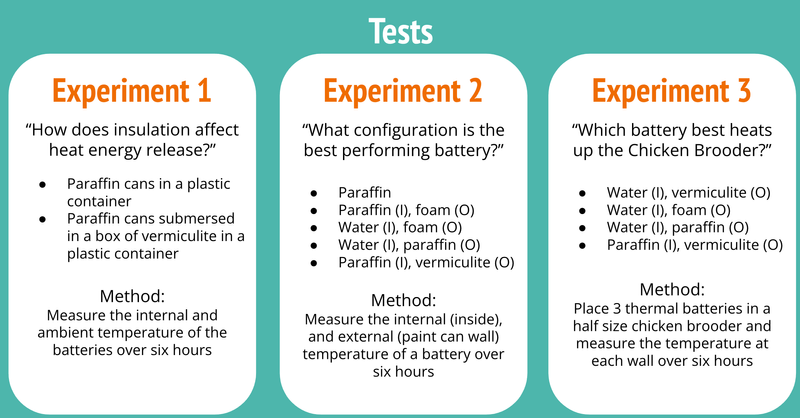 Tests
Experiment 1
“How does insulation affect
heat energy release?”
● Paraffin cans in a plastic
container
● Paraffin cans submersed
in a box of vermiculite in a
plastic container
Method:
Measure the internal and
ambient temperature of the
batteries over six hours
Experiment 2
“What configuration is the
best performing battery?”
● Paraffin
● Paraffin (I), foam (O)
● Water (I), foam (O)
● Water (I), paraffin (O)
● Paraffin (I), vermiculite (O)
Method:
Measure the internal (inside),
and external (paint can wall)
temperature of a battery over
six hours
Experiment 3
“Which battery best heats
up the Chicken Brooder?”
● Water (I), vermiculite (O)
● Water (I), foam (O)
● Water (I), paraffin (O)
● Paraffin (I), vermiculite (O)
Method:
Place 3 thermal batteries in a
half size chicken brooder and
measure the temperature at
each wall over six hours